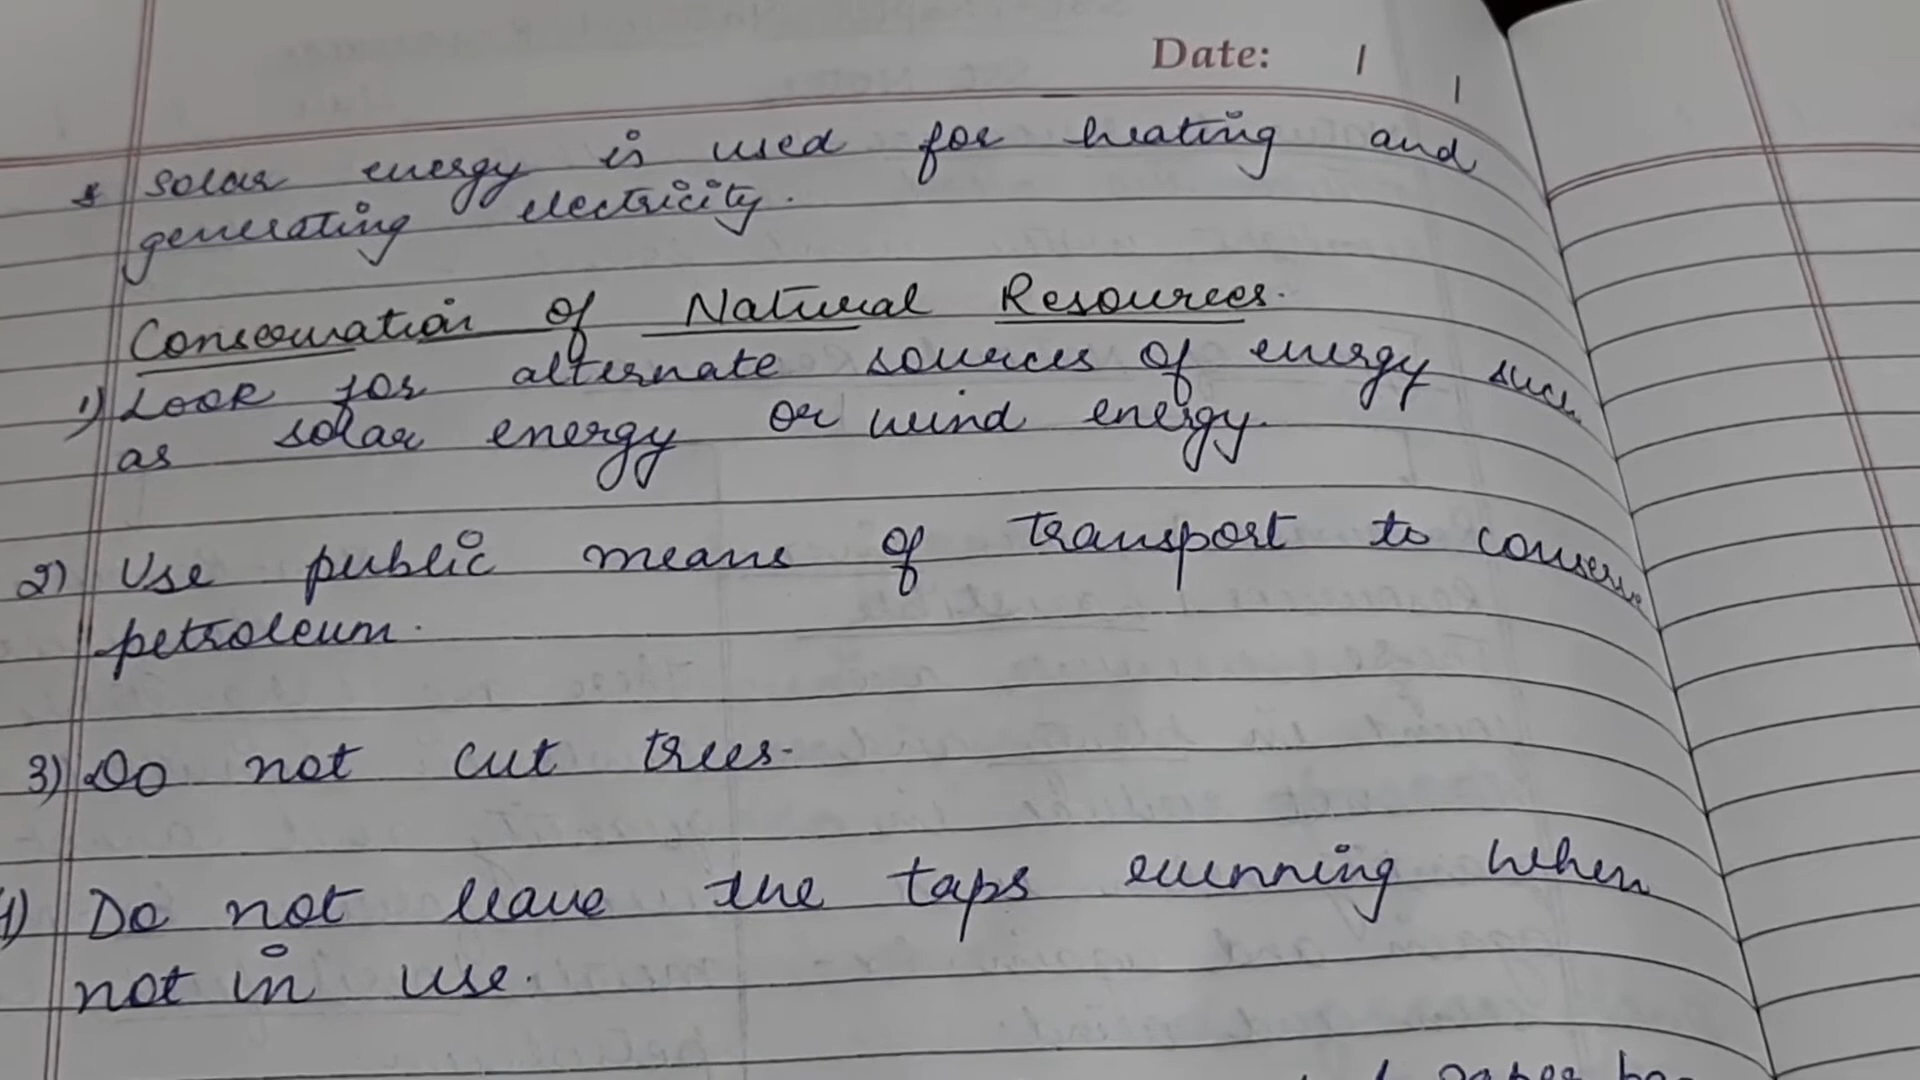 Date: / /
* Solar energy is used for heating and
generating electricity.
Conservation of Natural Resources.
1) Look for alternate sources of energy such
as solar energy or wind energy.
2) Use public means of transport to conserve
petroleum.
3) Do not cut trees.
4) Do not leave the taps running when
not in use.
paper